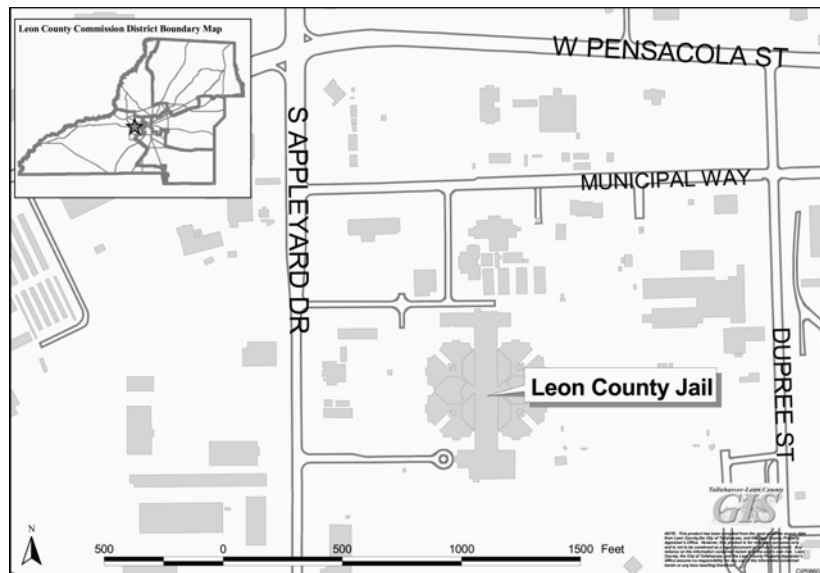 Leon County Commission District Boundary Map
W PENSACOLA ST
S APPLEYARD DR
MUNICIPAL WAY
DUPREE ST
Leon County Jail
Tallahassee-Leon County
GIS
N
500 0 500 1000 1500 Feet